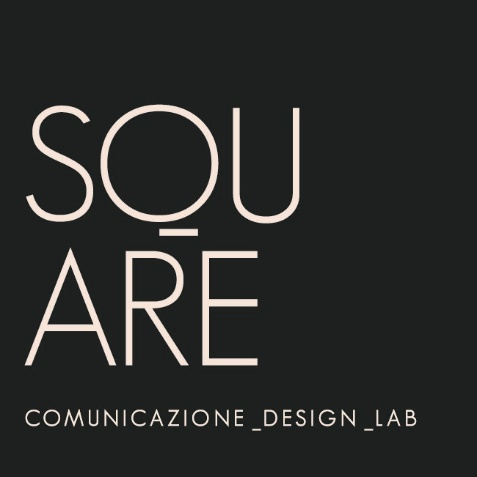 SQU
ARE
COMUNICAZIONE _DESIGN _LAB